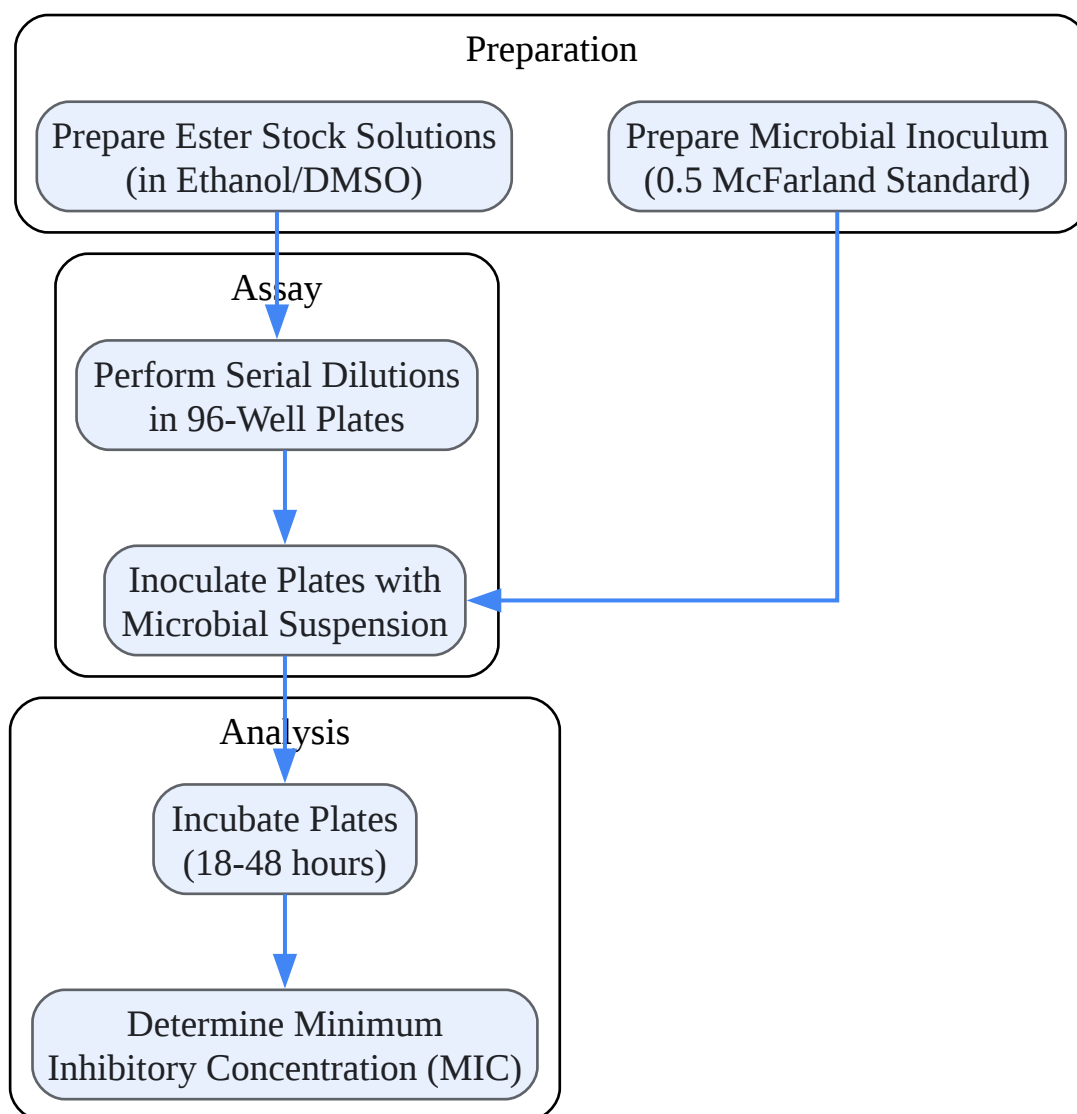 Preparation
Prepare Ester Stock Solutions
(in Ethanol/DMSO)
Prepare Microbial Inoculum
(0.5 McFarland Standard)
Assay
Perform Serial Dilutions
in 96-Well Plates
Inoculate Plates with
Microbial Suspension
Analysis
Incubate Plates
(18-48 hours)
Determine Minimum
Inhibitory Concentration (MIC)